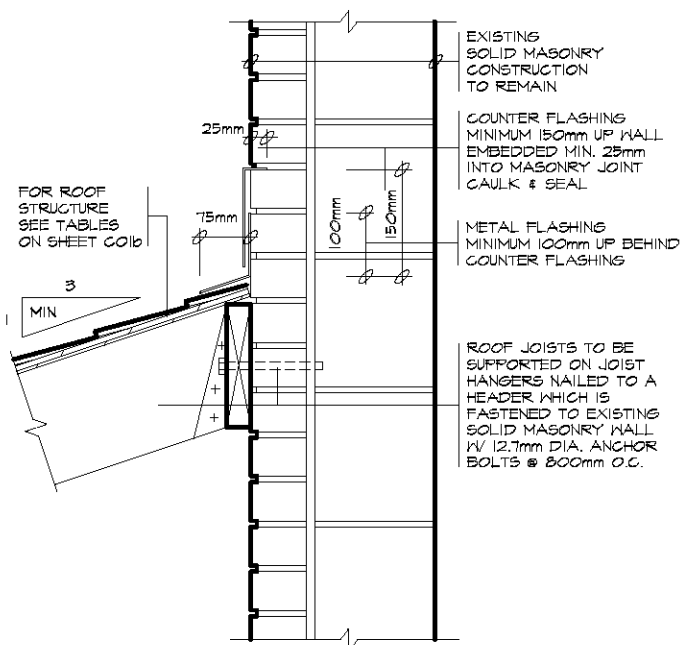 EXISTING
SOLID MASONRY
CONSTRUCTION
TO REMAIN
25mm
COUNTER FLASHING
MINIMUM 150mm UP WALL
EMBEDDED MIN. 25mm
INTO MASONRY JOINT
CAULK & SEAL
FOR ROOF
STRUCTURE
SEE TABLES
ON SHEET C01b
75mm
100mm
150mm
METAL FLASHING
MINIMUM 100mm UP BEHIND
COUNTER FLASHING
3
MIN
1
ROOF JOISTS TO BE
SUPPORTED ON JOIST
HANGERS NAILED TO A
HEADER WHICH IS
FASTENED TO EXISTING
SOLID MASONRY WALL
W/ 12.7mm DIA. ANCHOR
BOLTS @ 800mm O.C.